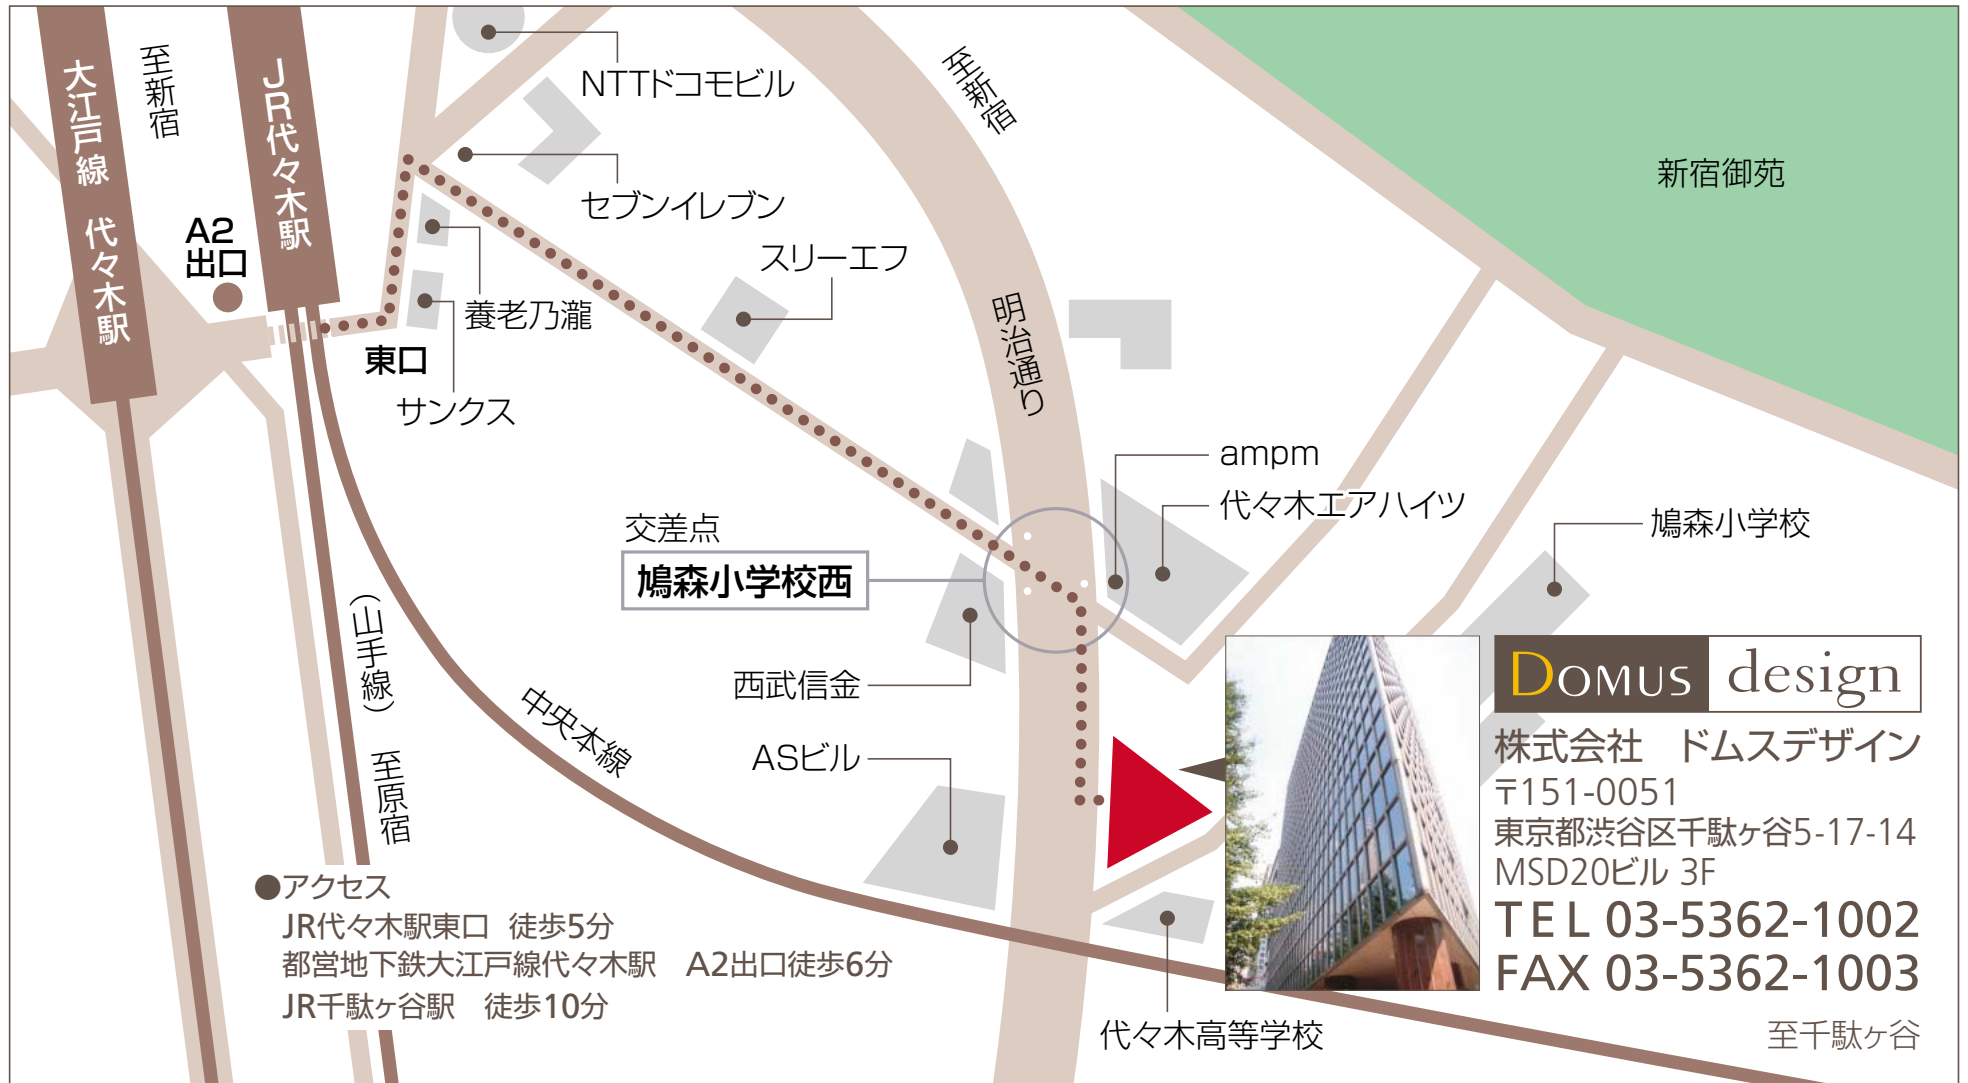 大江戸線 代々木駅
至新宿
JR代々木駅
A2
出口
東口
NTTドコモビル
セブンイレブン
養老乃瀧
サンクス
スリーエフ
至新宿
明治通り
新宿御苑
ampm
代々木エアハイツ
鳩森小学校
交差点
鳩森小学校西
西武信金
ASビル
(山手線) 至原宿
中央本線
●アクセス
JR代々木駅東口 徒歩5分
都営地下鉄大江戸線代々木駅 A2出口徒歩6分
JR千駄ヶ谷駅 徒歩10分
代々木高等学校
DOMUS design
株式会社 ドムスデザイン
〒151-0051
東京都渋谷区千駄ヶ谷5-17-14
MSD20ビル 3F
TEL 03-5362-1002
FAX 03-5362-1003
至千駄ヶ谷